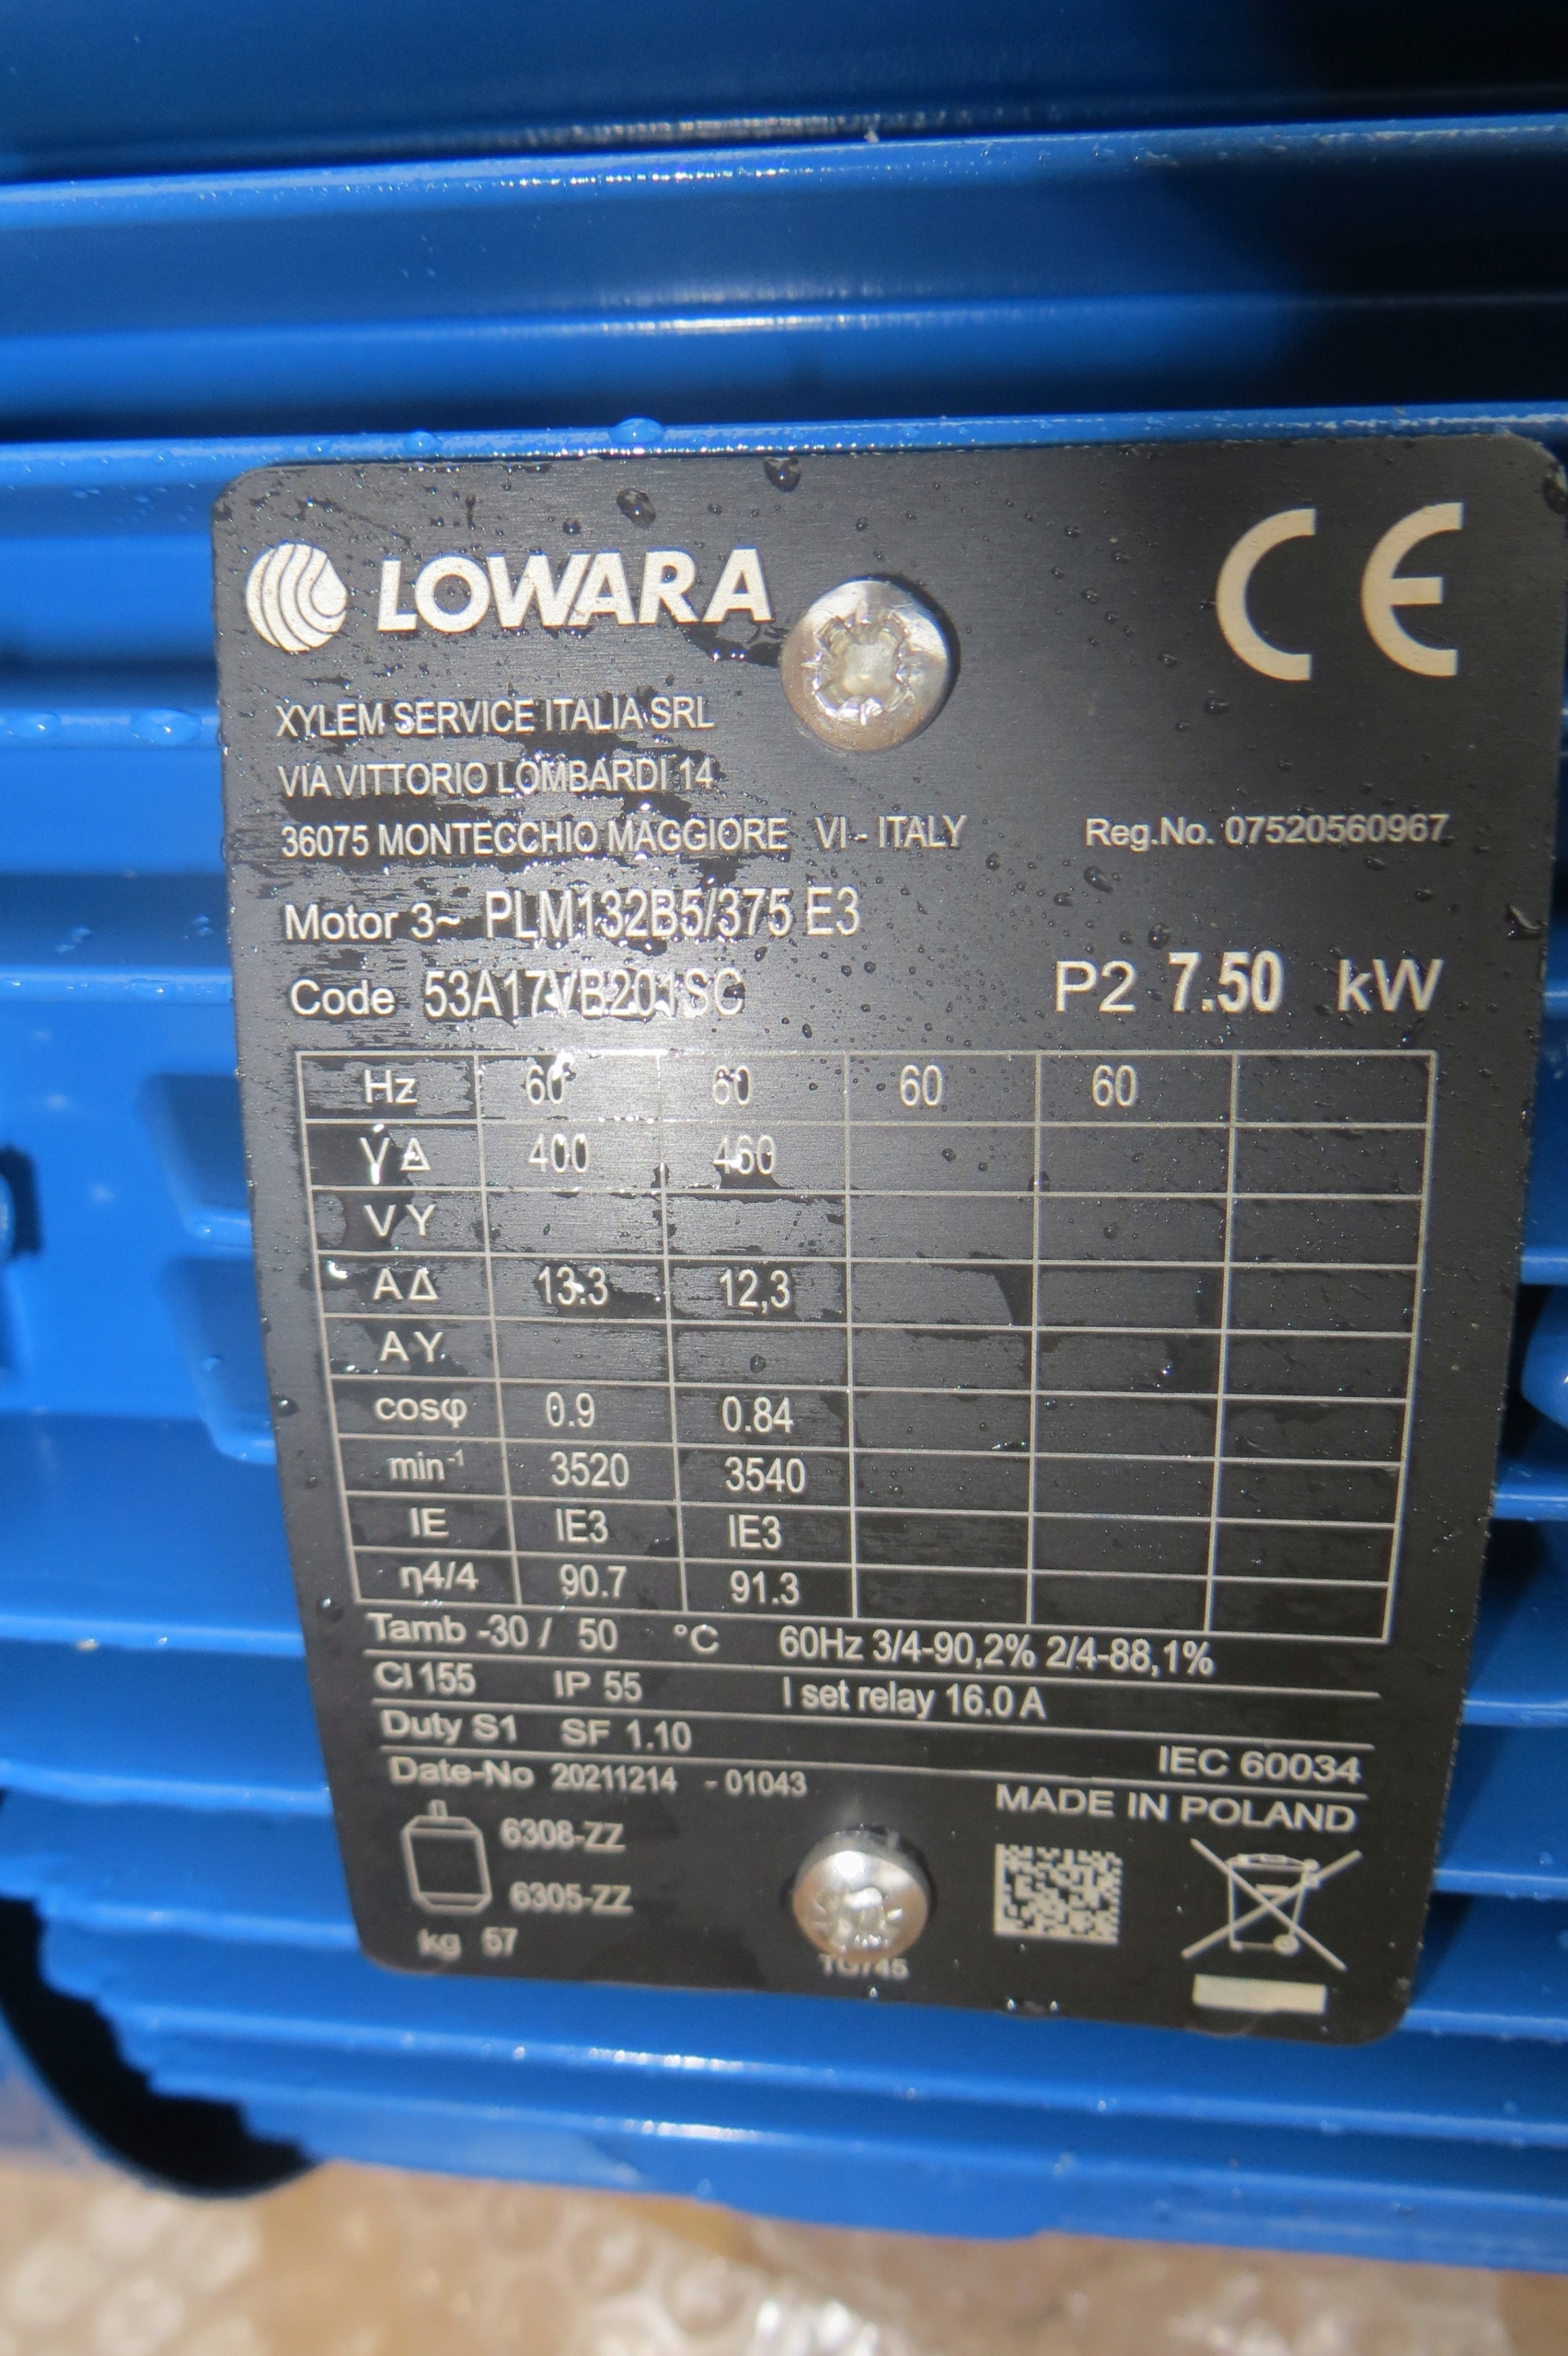 LOWARA
CE
XYLEM SERVICE ITALIA SRL
VIA VITTORIO LOMBARDI 14
36075 MONTECCHIO MAGGIORE VI - ITALY Reg.No. 07520560967
Motor 3~ PLM132B5/375 E3
Code 53A17VB201SC P2 7.50 kW
Hz 60 60 60 60
V Δ 400 460
V Y
A Δ 13.3 12,3
A Y
cosφ 0.9 0.84
min⁻¹ 3520 3540
IE IE3 IE3
η4/4 90.7 91.3
Tamb -30 / 50 °C 60Hz 3/4-90,2% 2/4-88,1%
Cl 155 IP 55 I set relay 16.0 A
Duty S1 SF 1.10 IEC 60034
Date-No 20211214 - 01043 MADE IN POLAND
6308-ZZ
6305-ZZ
kg 57
TG745